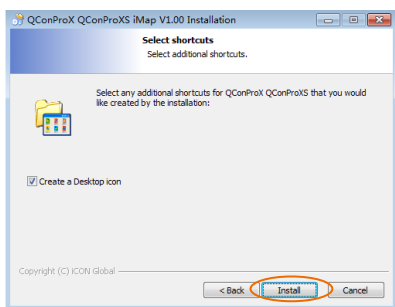 QConProX QConProXS iMap V1.00 Installation
Select shortcuts
Select additional shortcuts.
Select any additional shortcuts for QConProX QConProXS that you would
like created by the installation:
Create a Desktop icon
Copyright (C) iCON Global
< Back
Install
Cancel